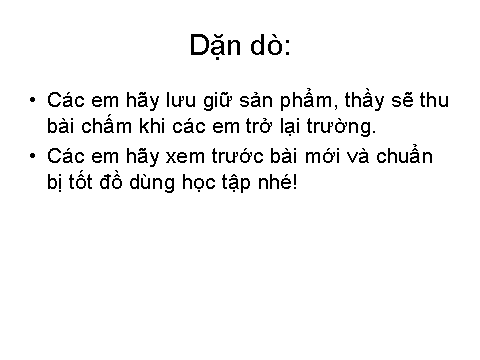 Dặn dò:
• Các em hãy lưu giữ sản phẩm, thầy sẽ thu
bài chấm khi các em trở lại trường.
• Các em hãy xem trước bài mới và chuẩn
bị tốt đồ dùng học tập nhé!